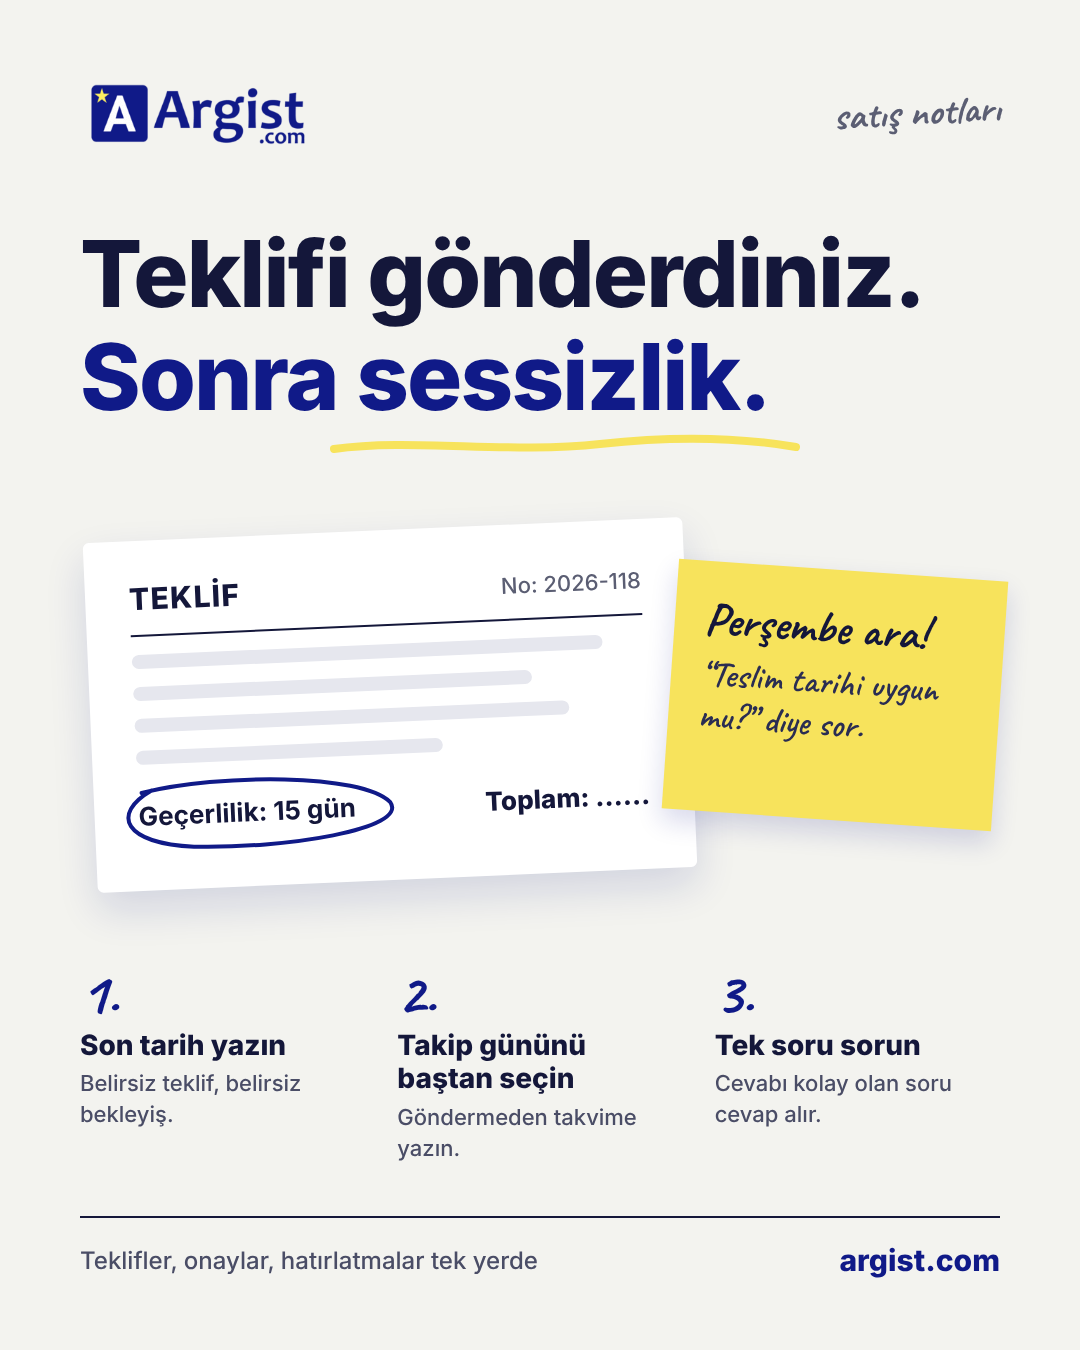 A Argist
.com
satış notları
Teklifi gönderdiniz.
Sonra sessizlik.
TEKLİF
No: 2026-118
Geçerlilik: 15 gün
Toplam: ......
Perşembe ara!
“Teslim tarihi uygun
mu?” diye sor.
1.
Son tarih yazın
Belirsiz teklif, belirsiz
bekleyiş.
2.
Takip gününü
baştan seçin
Göndermeden takvime
yazın.
3.
Tek soru sorun
Cevabı kolay olan soru
cevap alır.
Teklifler, onaylar, hatırlatmalar tek yerde
argist.com